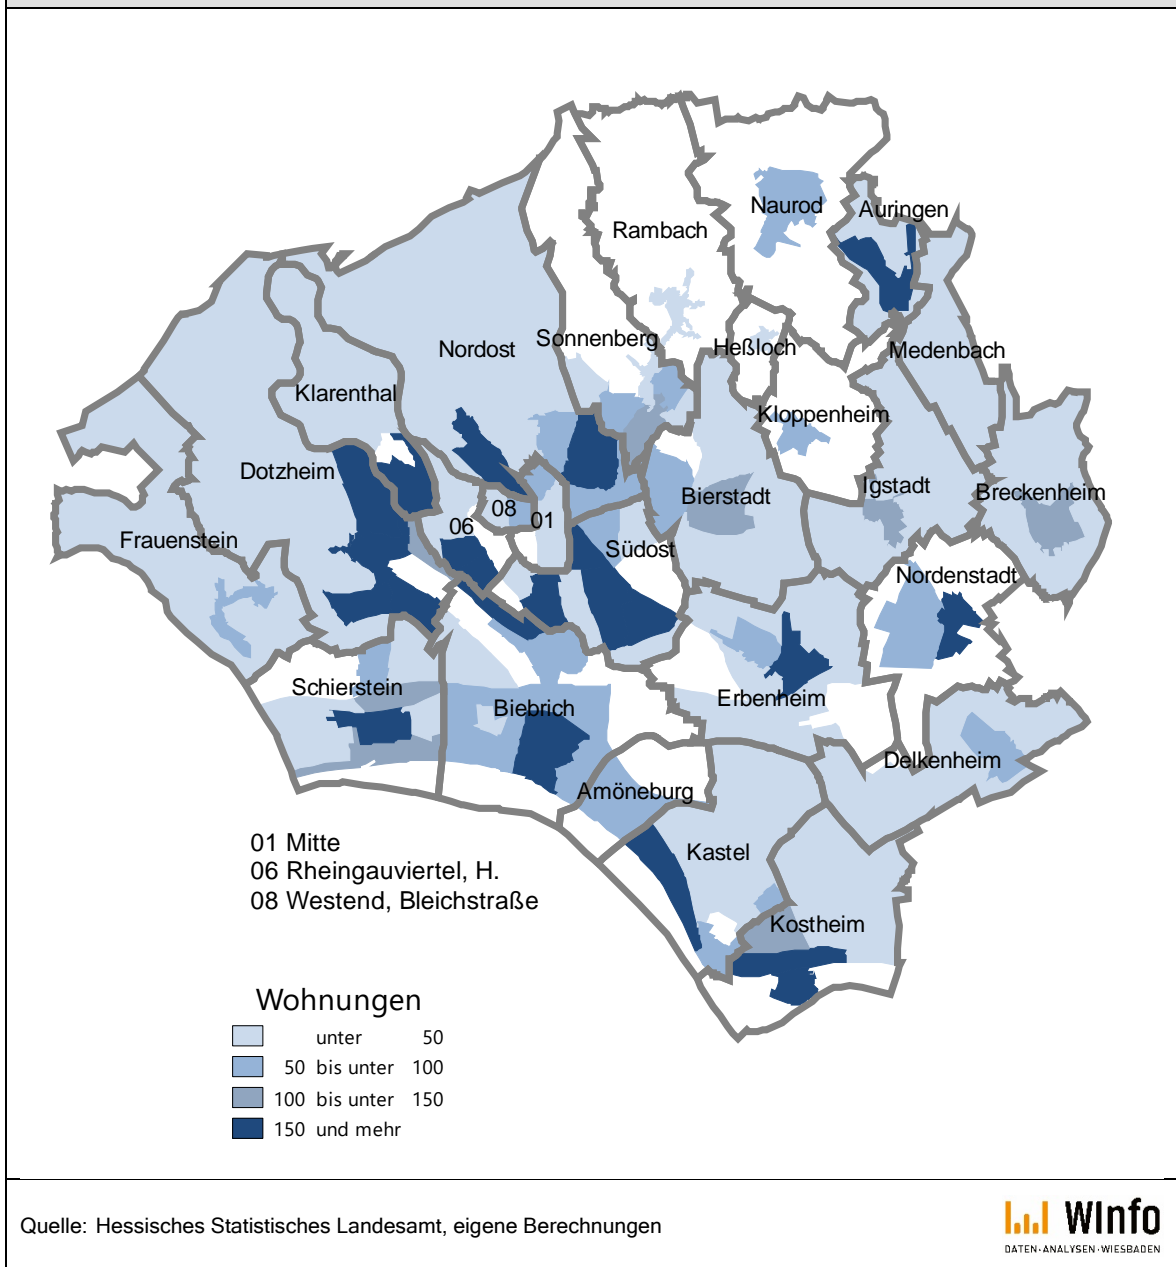 Naurod
Auringen
Rambach
Sonnenberg
Heßloch
Medenbach
Nordost
Klarenthal
Kloppenheim
Dotzheim
Igstadt
Breckenheim
Bierstadt
08
01
06
Frauenstein
Südost
Nordenstadt
Schierstein
Biebrich
Erbenheim
Delkenheim
Amöneburg
Kastel
Kostheim
01 Mitte
06 Rheingauviertel, H.
08 Westend, Bleichstraße
Wohnungen
unter 50
50 bis unter 100
100 bis unter 150
150 und mehr
Quelle: Hessisches Statistisches Landesamt, eigene Berechnungen
WInfo
DATEN·ANALYSEN·WIESBADEN